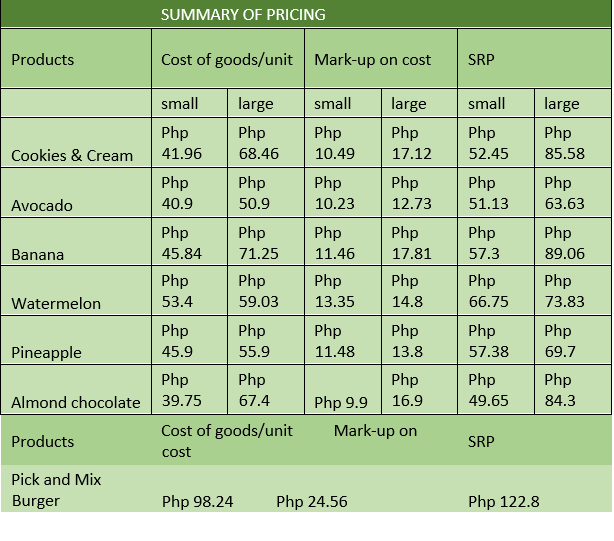 SUMMARY OF PRICING
Products Cost of goods/unit Mark-up on cost SRP
small large small large small large
Cookies & Cream Php 41.96 Php 68.46 Php 10.49 Php 17.12 Php 52.45 Php 85.58
Avocado Php 40.9 Php 50.9 Php 10.23 Php 12.73 Php 51.13 Php 63.63
Banana Php 45.84 Php 71.25 Php 11.46 Php 17.81 Php 57.3 Php 89.06
Watermelon Php 53.4 Php 59.03 Php 13.35 Php 14.8 Php 66.75 Php 73.83
Pineapple Php 45.9 Php 55.9 Php 11.48 Php 13.8 Php 57.38 Php 69.7
Almond chocolate Php 39.75 Php 67.4 Php 9.9 Php 16.9 Php 49.65 Php 84.3
Products Cost of goods/unit Mark-up on cost SRP
Pick and Mix Burger Php 98.24 Php 24.56 Php 122.8